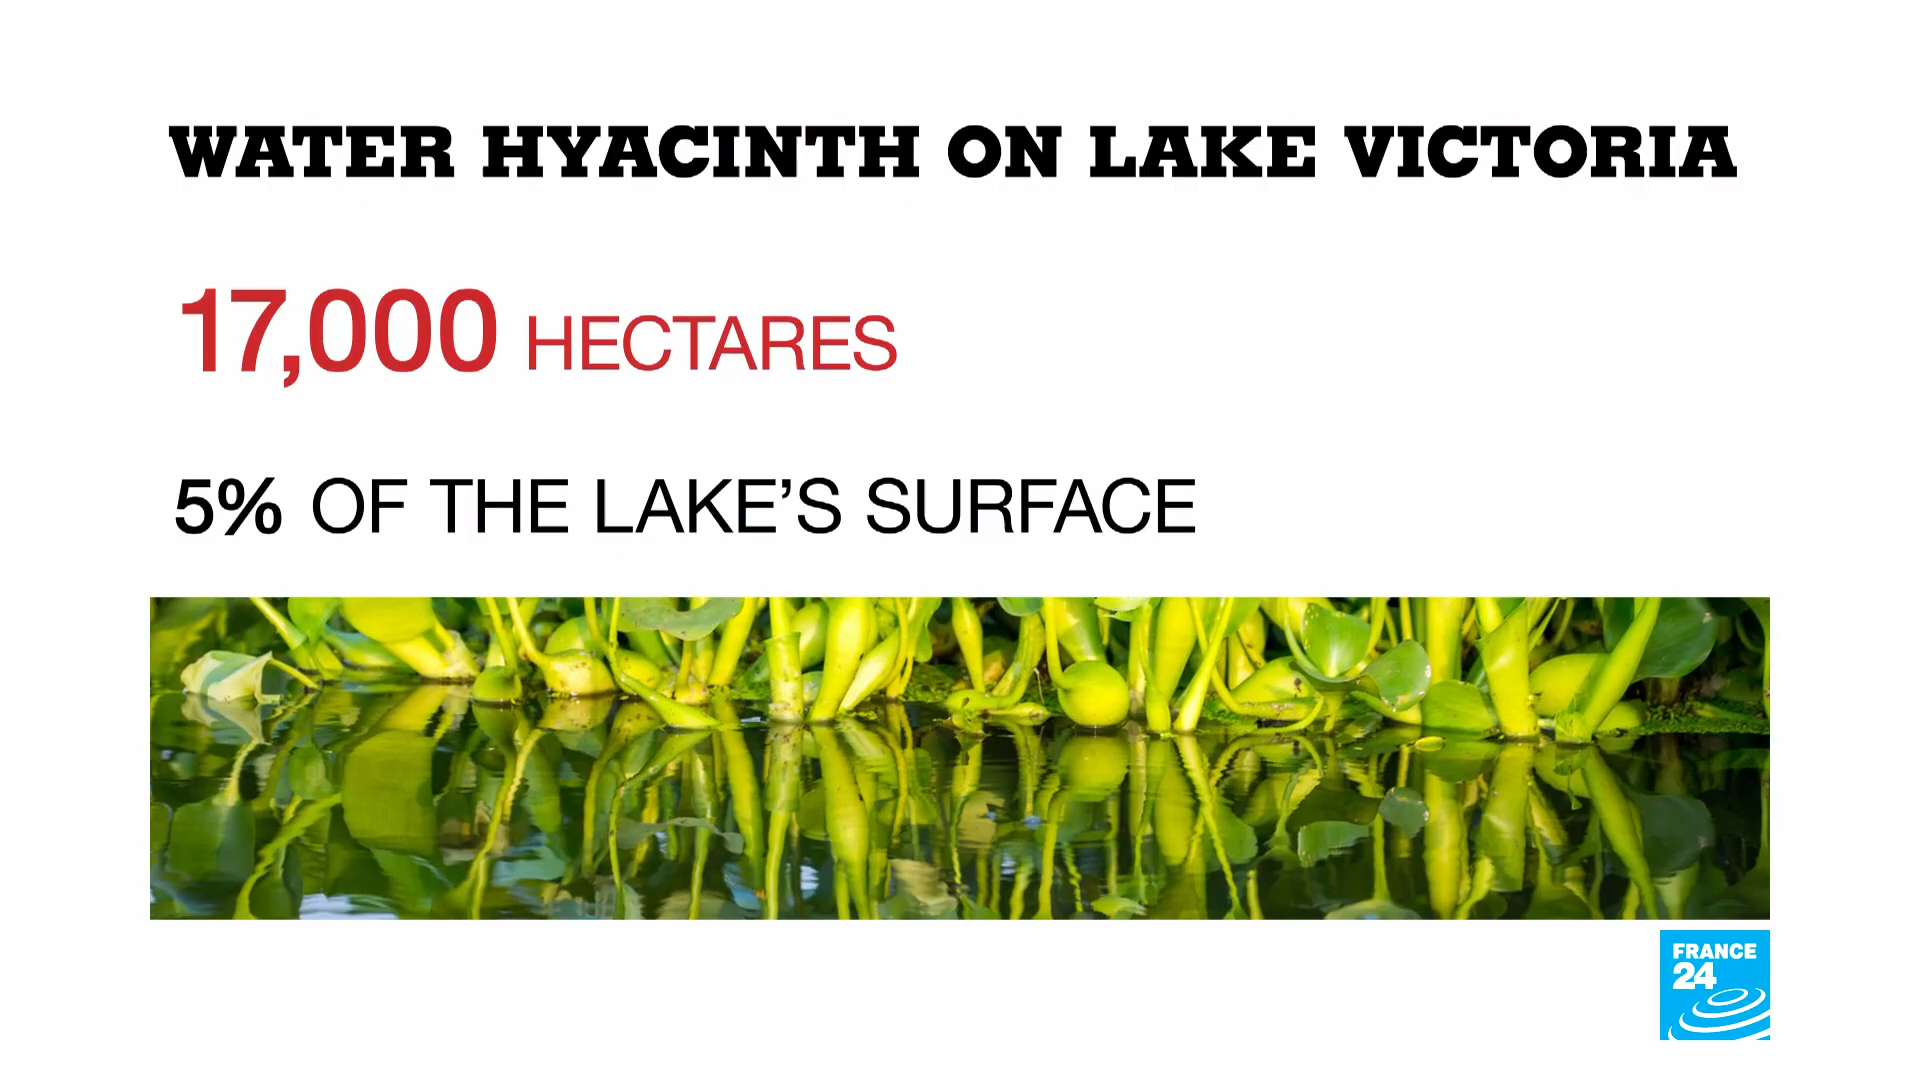 WATER HYACINTH ON LAKE VICTORIA
17,000 HECTARES
5% OF THE LAKE’S SURFACE
FRANCE
24